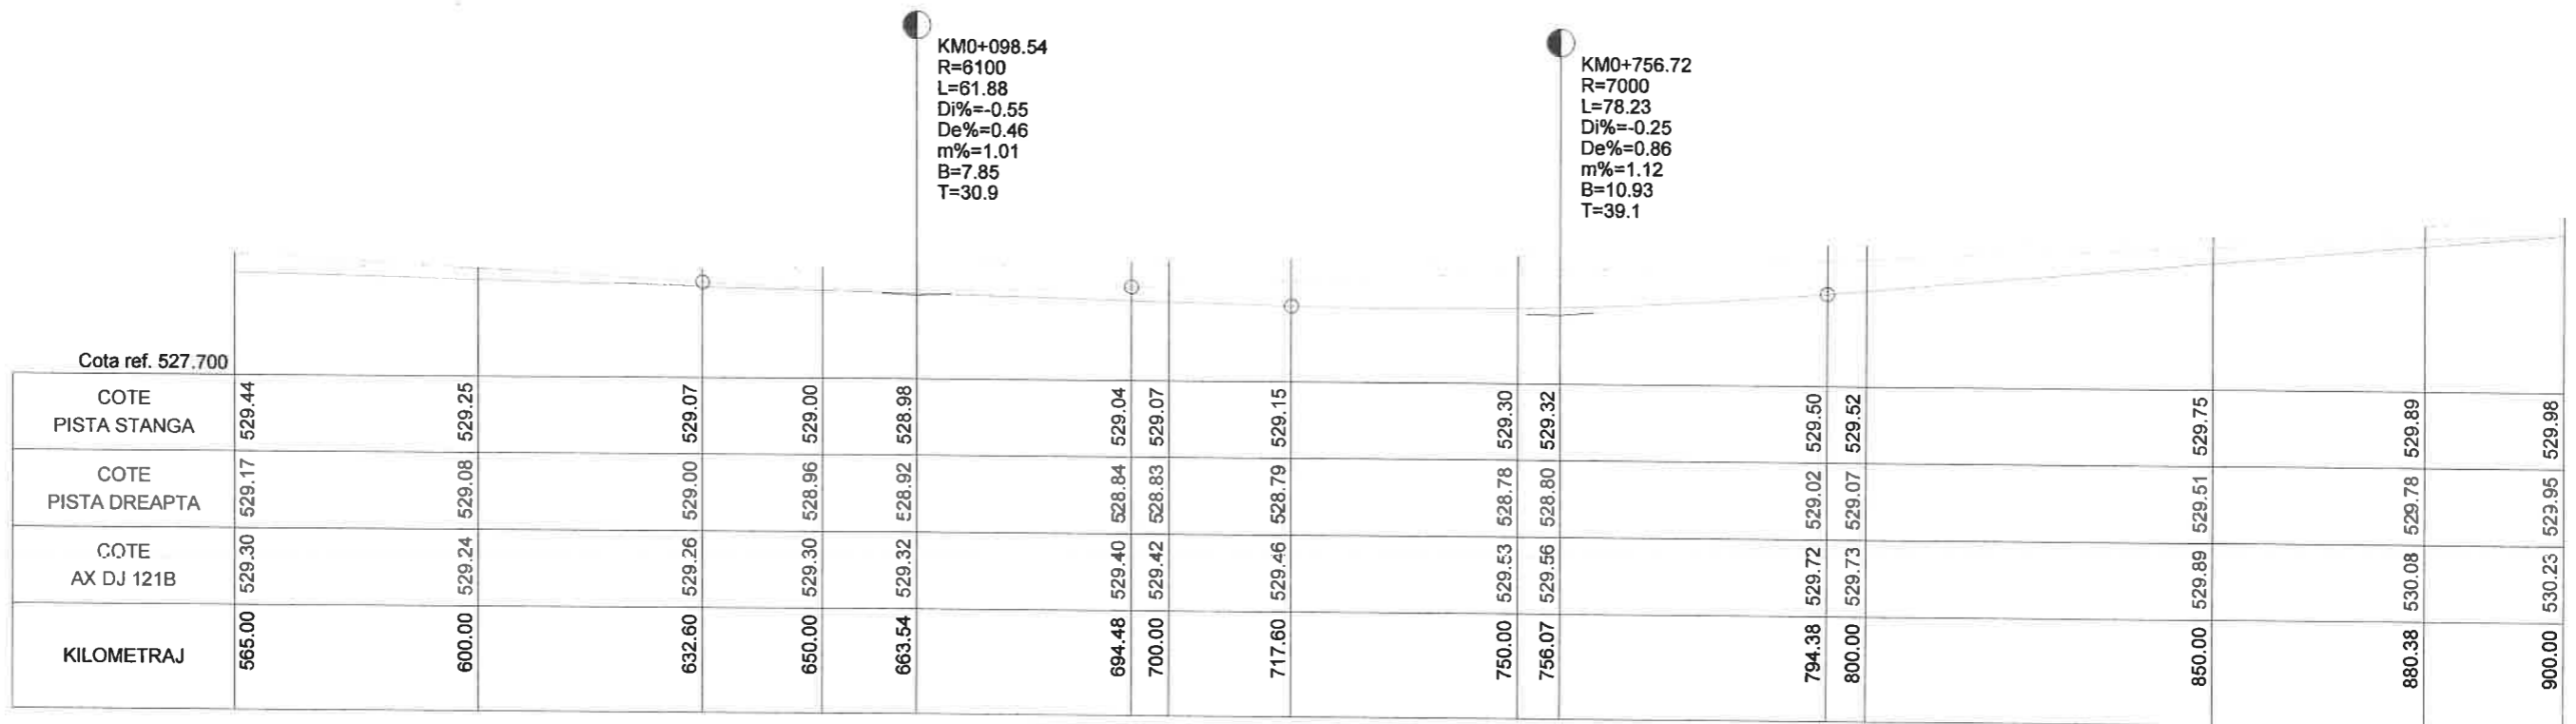 KM0+098.54
R=6100
L=61.88
Di%=-0.55
De%=0.46
m%=1.01
B=7.85
T=30.9
KM0+756.72
R=7000
L=78.23
Di%=-0.25
De%=0.86
m%=1.12
B=10.93
T=39.1
Cota ref. 527.700
COTE
PISTA STANGA
529.44 529.25 529.07 529.00 528.98 529.04 529.07 529.15 529.30 529.32 529.50 529.52 529.75 529.89 529.98
COTE
PISTA DREAPTA
529.17 529.08 529.00 528.96 528.92 528.84 528.83 528.79 528.78 528.80 529.02 529.07 529.51 529.78 529.95
COTE
AX DJ 121B
529.30 529.24 529.26 529.30 529.32 529.40 529.42 529.46 529.53 529.56 529.72 529.73 529.89 530.08 530.23
KILOMETRAJ
565.00 600.00 632.60 650.00 663.54 694.48 700.00 717.60 750.00 756.07 794.38 800.00 850.00 880.38 900.00